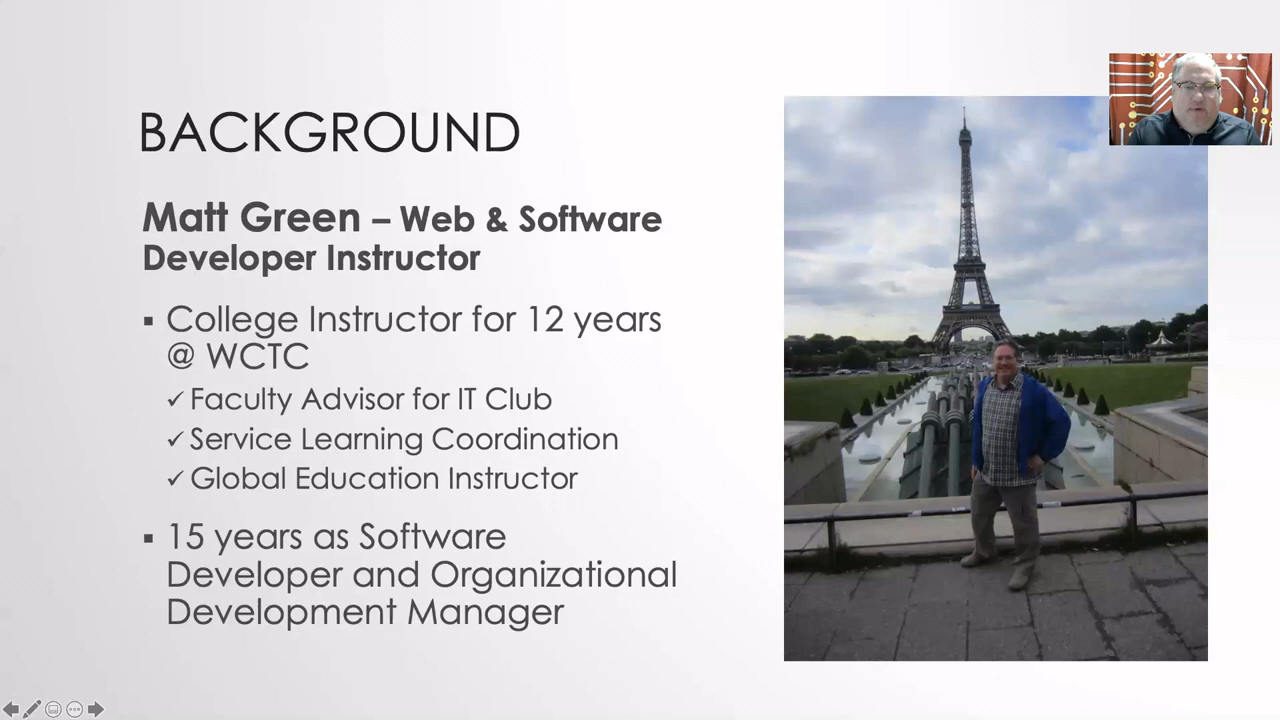 BACKGROUND
Matt Green – Web & Software
Developer Instructor
▪ College Instructor for 12 years
@ WCTC
✓ Faculty Advisor for IT Club
✓ Service Learning Coordination
✓ Global Education Instructor
▪ 15 years as Software
Developer and Organizational
Development Manager